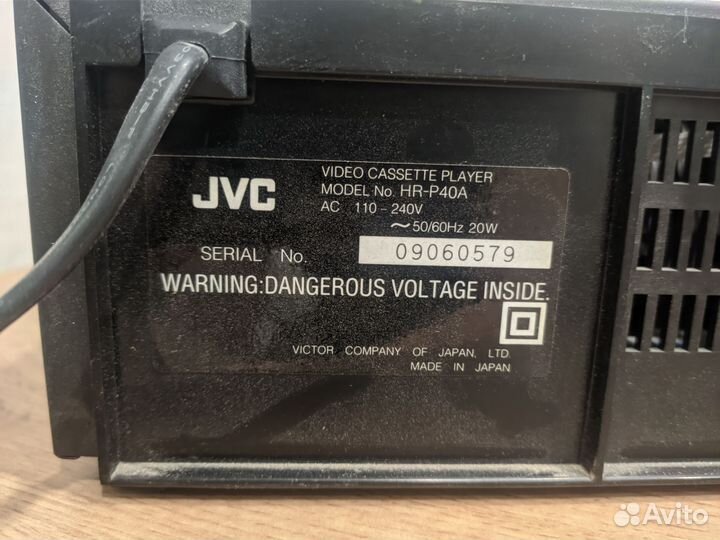 VIDEO CASSETTE PLAYER
JVC MODEL No. HR-P40A
AC 110-240V
~50/60Hz 20W
SERIAL No. 09060579
WARNING:DANGEROUS VOLTAGE INSIDE.
VICTOR COMPANY OF JAPAN, LTD.
MADE IN JAPAN
Avito